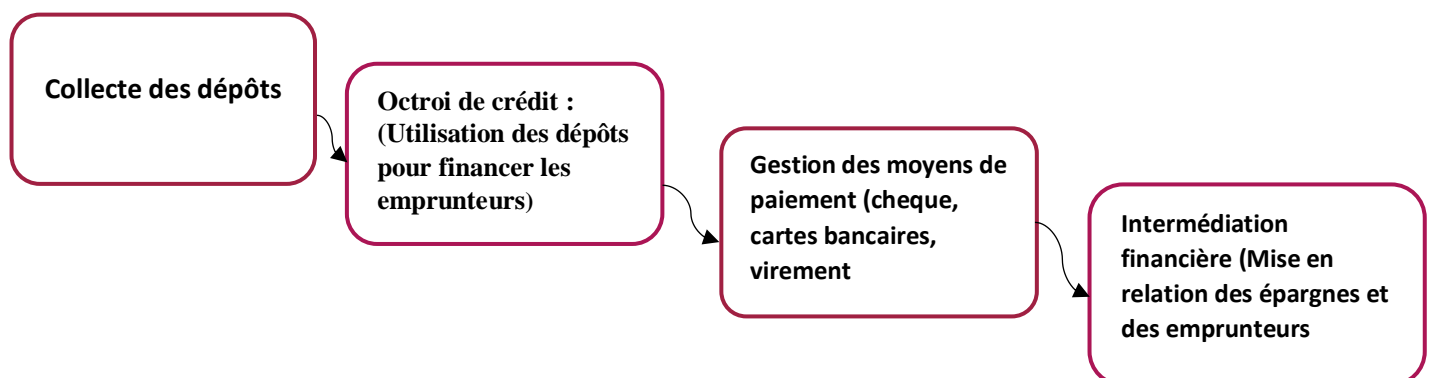 Collecte des dépôts
Octroi de crédit :
(Utilisation des dépôts
pour financer les
emprunteurs)
Gestion des moyens de
paiement (cheque,
cartes bancaires,
virement
Intermédiation
financière (Mise en
relation des épargnes et
des emprunteurs